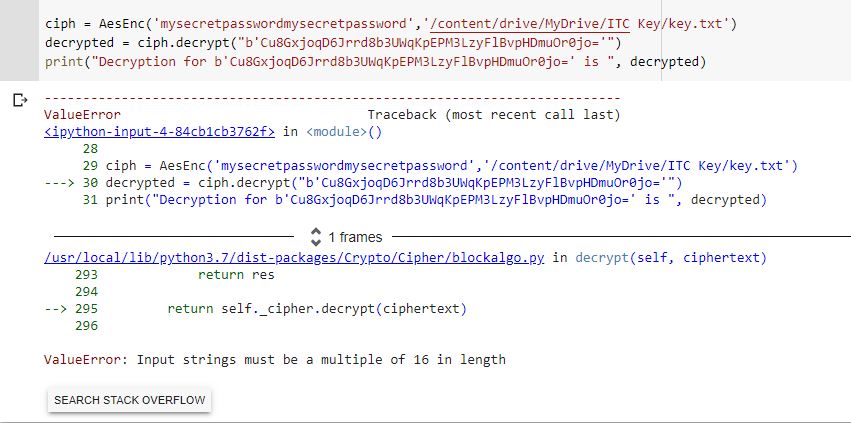 ciph = AesEnc('mysecretpasswordmysecretpassword','/content/drive/MyDrive/ITC Key/key.txt')
decrypted = ciph.decrypt("b'Cu8GxjoqD6Jrrd8b3UWqKpEPM3LzyFlBvpHDmuOr0jo='")
print("Decryption for b'Cu8GxjoqD6Jrrd8b3UWqKpEPM3LzyFlBvpHDmuOr0jo=' is ", decrypted)
---------------------------------------------------------------------------
ValueError                                Traceback (most recent call last)
<ipython-input-4-84cb1cb3762f> in <module>()
     28
     29 ciph = AesEnc('mysecretpasswordmysecretpassword','/content/drive/MyDrive/ITC Key/key.txt')
---> 30 decrypted = ciph.decrypt("b'Cu8GxjoqD6Jrrd8b3UWqKpEPM3LzyFlBvpHDmuOr0jo='")
     31 print("Decryption for b'Cu8GxjoqD6Jrrd8b3UWqKpEPM3LzyFlBvpHDmuOr0jo=' is ", decrypted)
1 frames
/usr/local/lib/python3.7/dist-packages/Crypto/Cipher/blockalgo.py in decrypt(self, ciphertext)
    293             return res
    294
--> 295         return self._cipher.decrypt(ciphertext)
    296
ValueError: Input strings must be a multiple of 16 in length
SEARCH STACK OVERFLOW